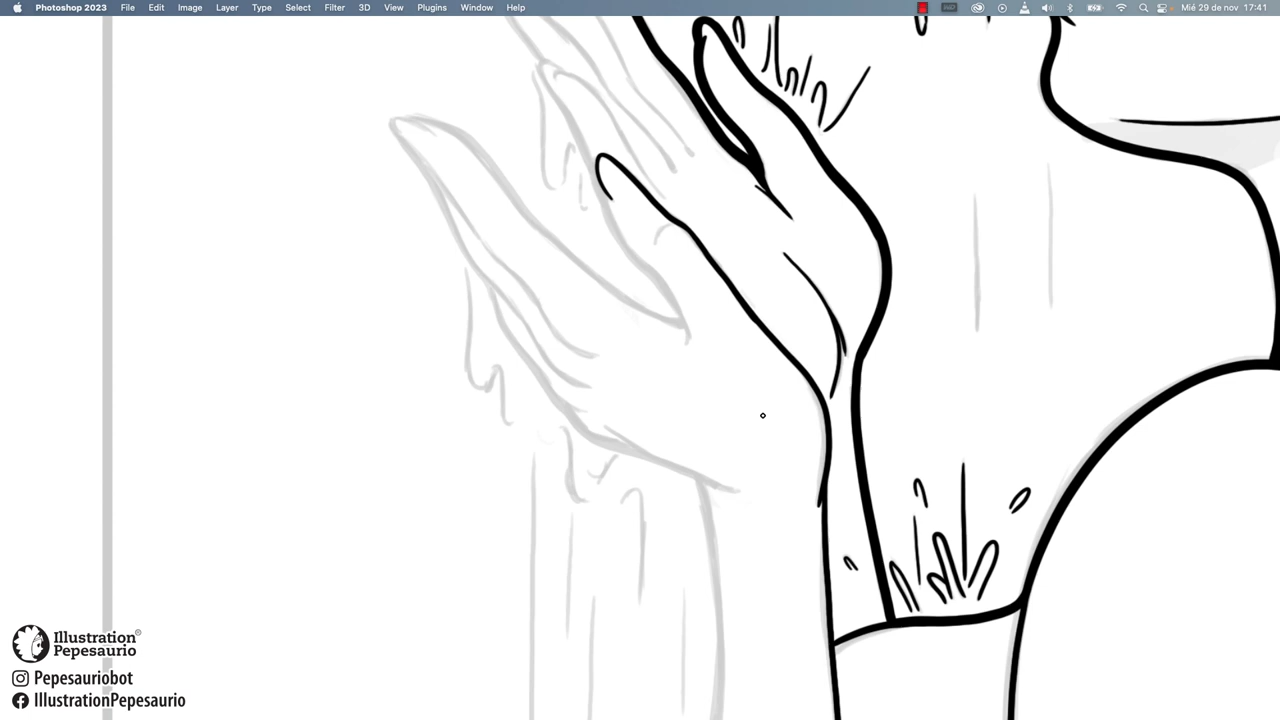 Photoshop 2023 File Edit Image Layer Type Select Filter 3D View Plugins Window Help Mié 29 de nov 17:41
Illustration®
Pepesaurio
Pepesauriobot
IllustrationPepesaurio